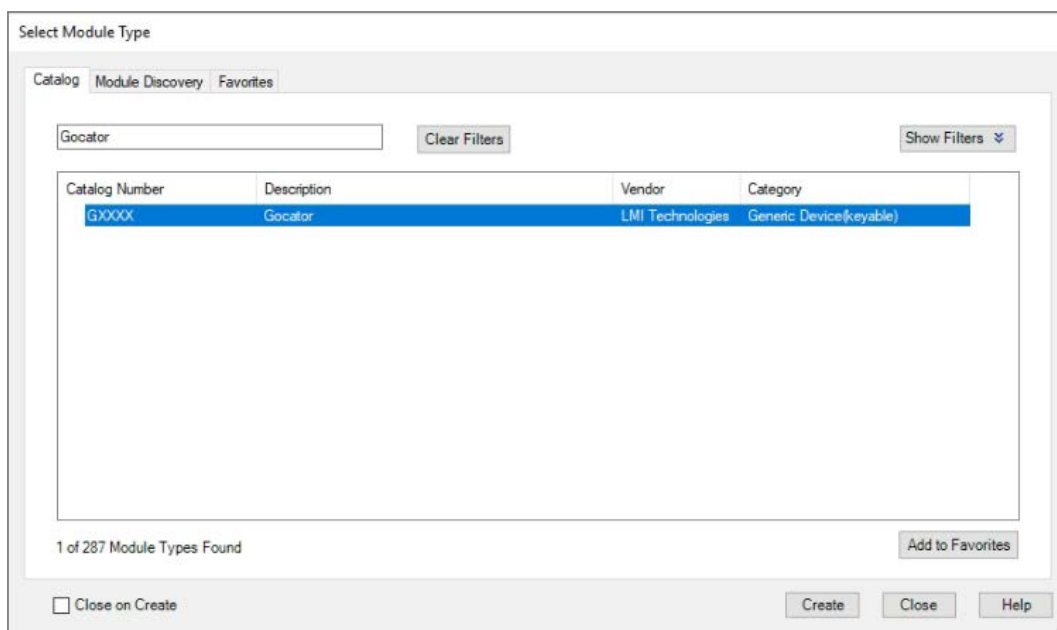 Select Module Type
Catalog Module Discovery Favorites
Gocator Clear Filters Show Filters
Catalog Number Description Vendor Category
GXXXX Gocator LMI Technologies Generic Device(keyable)
1 of 287 Module Types Found Add to Favorites
Close on Create Create Close Help